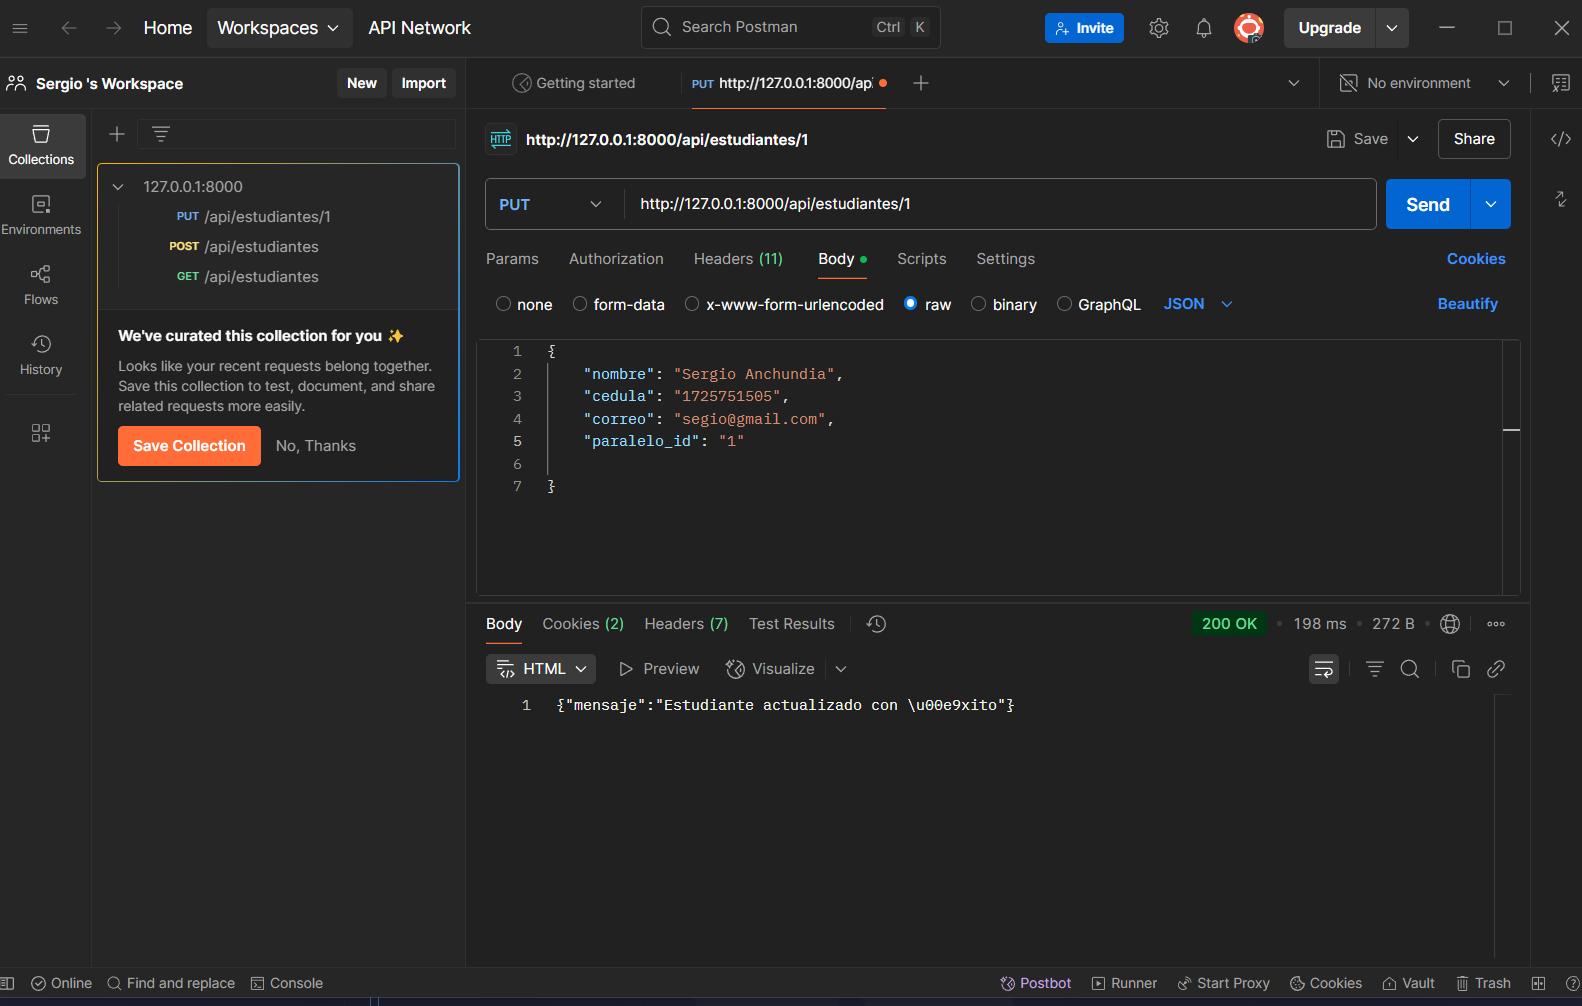 Home Workspaces API Network Search Postman Ctrl K Invite Upgrade
Sergio 's Workspace New Import Getting started PUT http://127.0.0.1:8000/ap No environment
Collections
Environments
Flows
History
127.0.0.1:8000
PUT /api/estudiantes/1
POST /api/estudiantes
GET /api/estudiantes
We've curated this collection for you ✨
Looks like your recent requests belong together.
Save this collection to test, document, and share
related requests more easily.
Save Collection No, Thanks
HTTP http://127.0.0.1:8000/api/estudiantes/1 Save Share
PUT http://127.0.0.1:8000/api/estudiantes/1 Send
Params Authorization Headers (11) Body Scripts Settings Cookies
none form-data x-www-form-urlencoded raw binary GraphQL JSON Beautify
1 {
2 "nombre": "Sergio Anchundia",
3 "cedula": "1725751505",
4 "correo": "segio@gmail.com",
5 "paralelo_id": "1"
6
7 }
Body Cookies (2) Headers (7) Test Results 200 OK • 198 ms • 272 B •
HTML Preview Visualize
1 {"mensaje":"Estudiante actualizado con \u00e9xito"}
Online Find and replace Console Postbot Runner Start Proxy Cookies Vault Trash